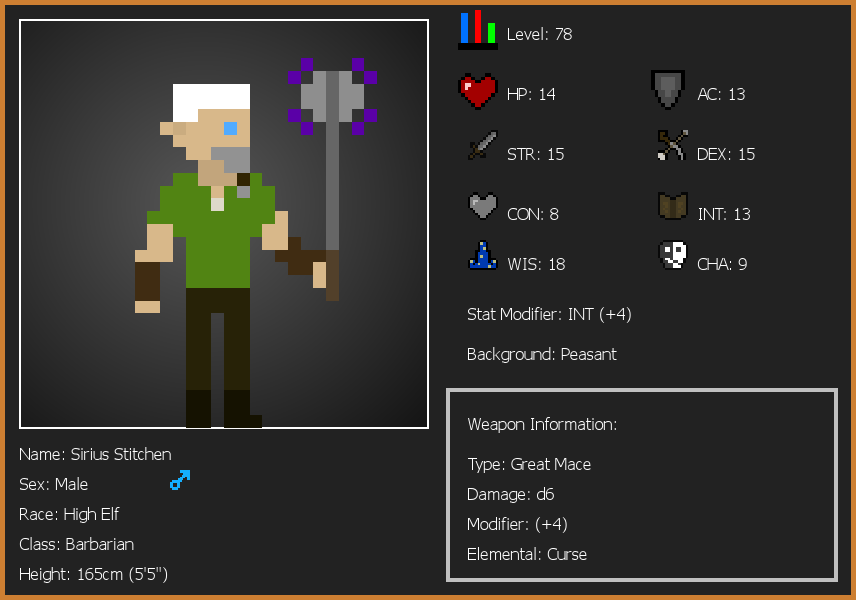 Level: 78
HP: 14
AC: 13
STR: 15
DEX: 15
CON: 8
INT: 13
WIS: 18
CHA: 9
Stat Modifier: INT (+4)
Background: Peasant
Weapon Information:
Type: Great Mace
Damage: d6
Modifier: (+4)
Elemental: Curse
Name: Sirius Stitchen
Sex: Male
Race: High Elf
Class: Barbarian
Height: 165cm (5'5")